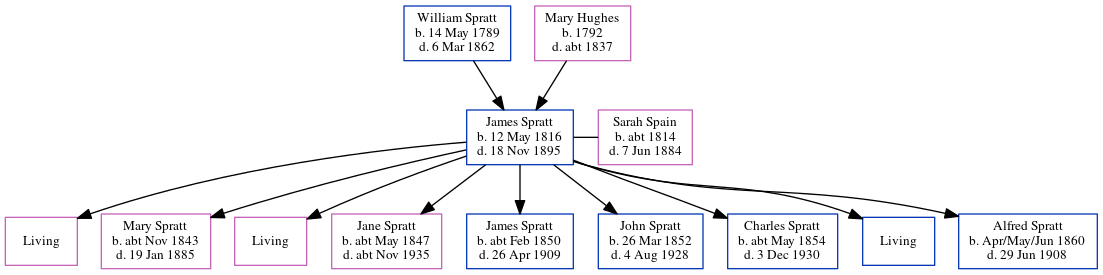 William Spratt
b. 14 May 1789
d. 6 Mar 1862
Mary Hughes
b. 1792
d. abt 1837
James Spratt
b. 12 May 1816
d. 18 Nov 1895
Sarah Spain
b. abt 1814
d. 7 Jun 1884
Living
Mary Spratt
b. abt Nov 1843
d. 19 Jan 1885
Living
Jane Spratt
b. abt May 1847
d. abt Nov 1935
James Spratt
b. abt Feb 1850
d. 26 Apr 1909
John Spratt
b. 26 Mar 1852
d. 4 Aug 1928
Charles Spratt
b. abt May 1854
d. 3 Dec 1930
Living
Alfred Spratt
b. Apr/May/Jun 1860
d. 29 Jun 1908